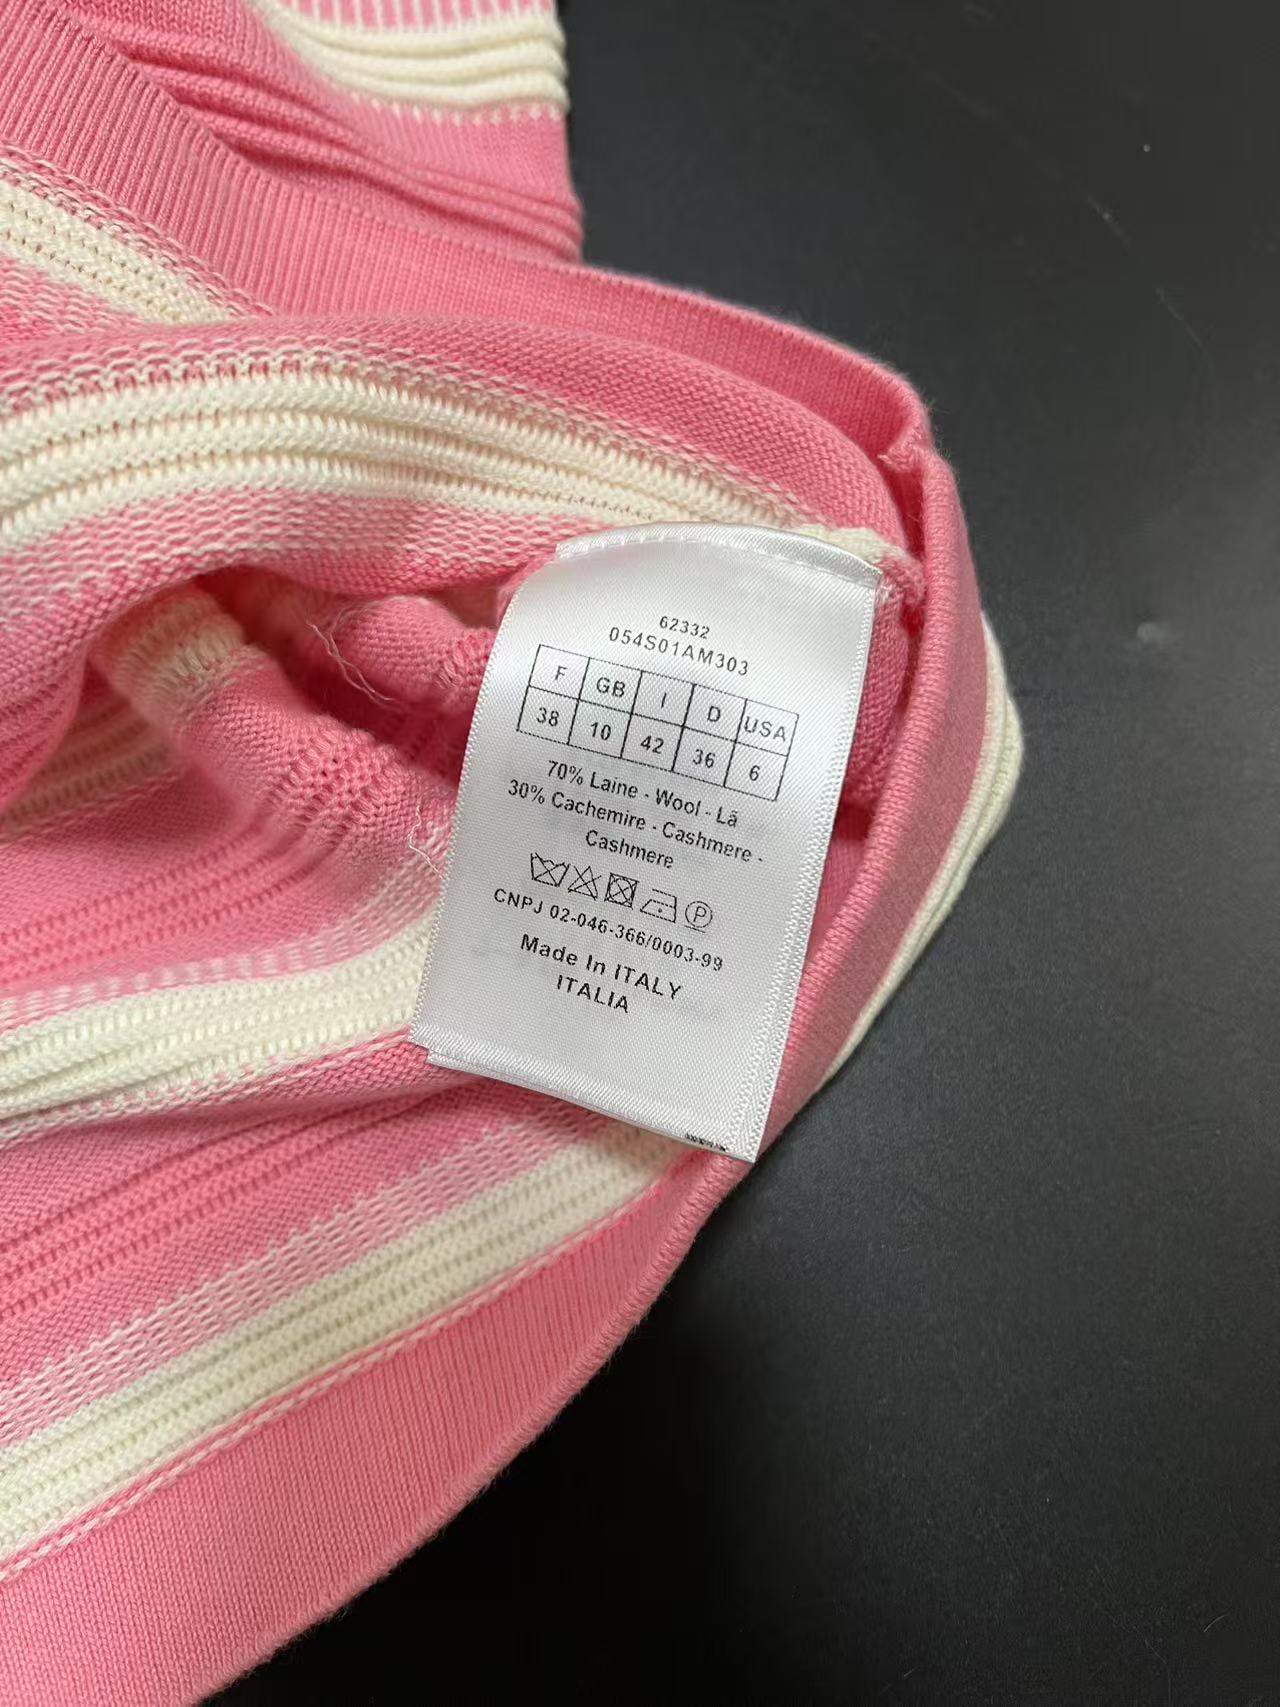 62332
054S01AM303
F GB I D USA
38 10 42 36 6
70% Laine - Wool - Lã
30% Cachemire - Cashmere -
Cashmere
P
CNPJ 02-046-366/0003-99
Made In ITALY
ITALIA